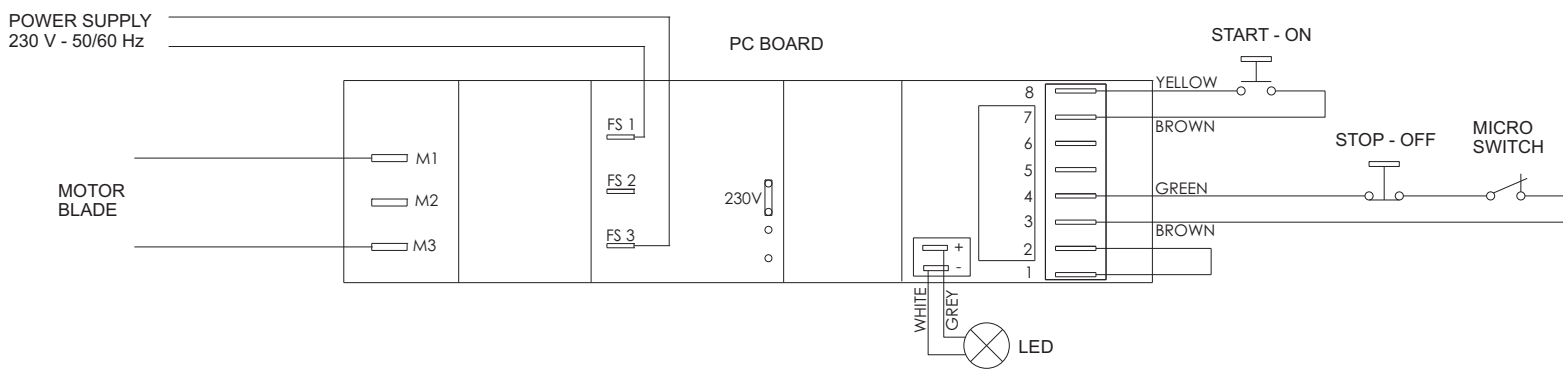 POWER SUPPLY
230 V - 50/60 Hz
PC BOARD
START - ON
YELLOW
BROWN
8
7
6
5
4
3
2
1
FS 1
FS 2
FS 3
M1
M2
M3
MOTOR
BLADE
230V
STOP - OFF
MICRO
SWITCH
GREEN
BROWN
+
-
WHITE
GREY
LED